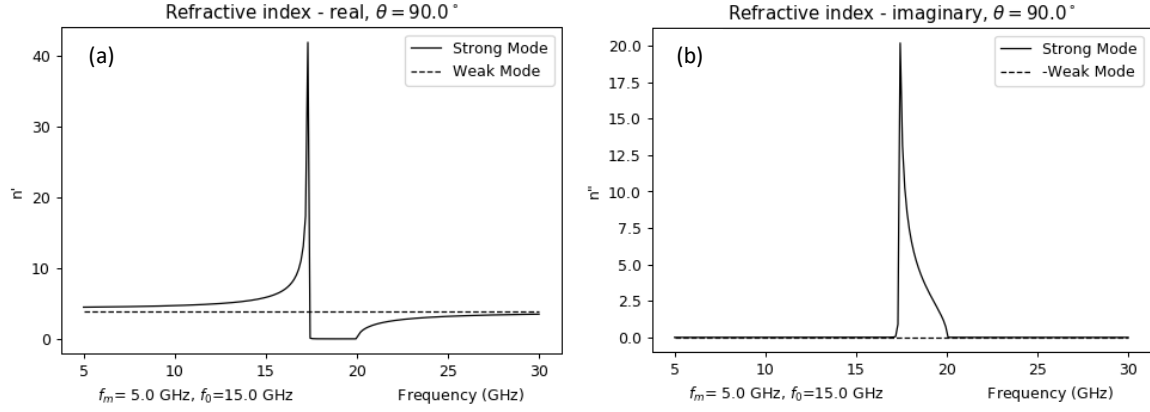 Refractive index - real, θ = 90.0°
(a)
Strong Mode
Weak Mode
40
30
20
10
0
n'
5 10 15 20 25 30
f_m= 5.0 GHz, f_0=15.0 GHz Frequency (GHz)
Refractive index - imaginary, θ = 90.0°
(b)
Strong Mode
-Weak Mode
20.0
17.5
15.0
12.5
10.0
7.5
5.0
2.5
0.0
n"
5 10 15 20 25 30
f_m= 5.0 GHz, f_0=15.0 GHz Frequency (GHz)